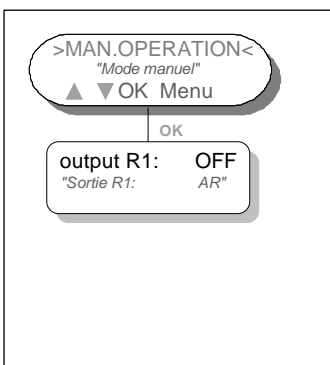 >MAN.OPERATION<
"Mode manuel"
▲ ▼ OK Menu
OK
output R1: OFF
"Sortie R1: AR"